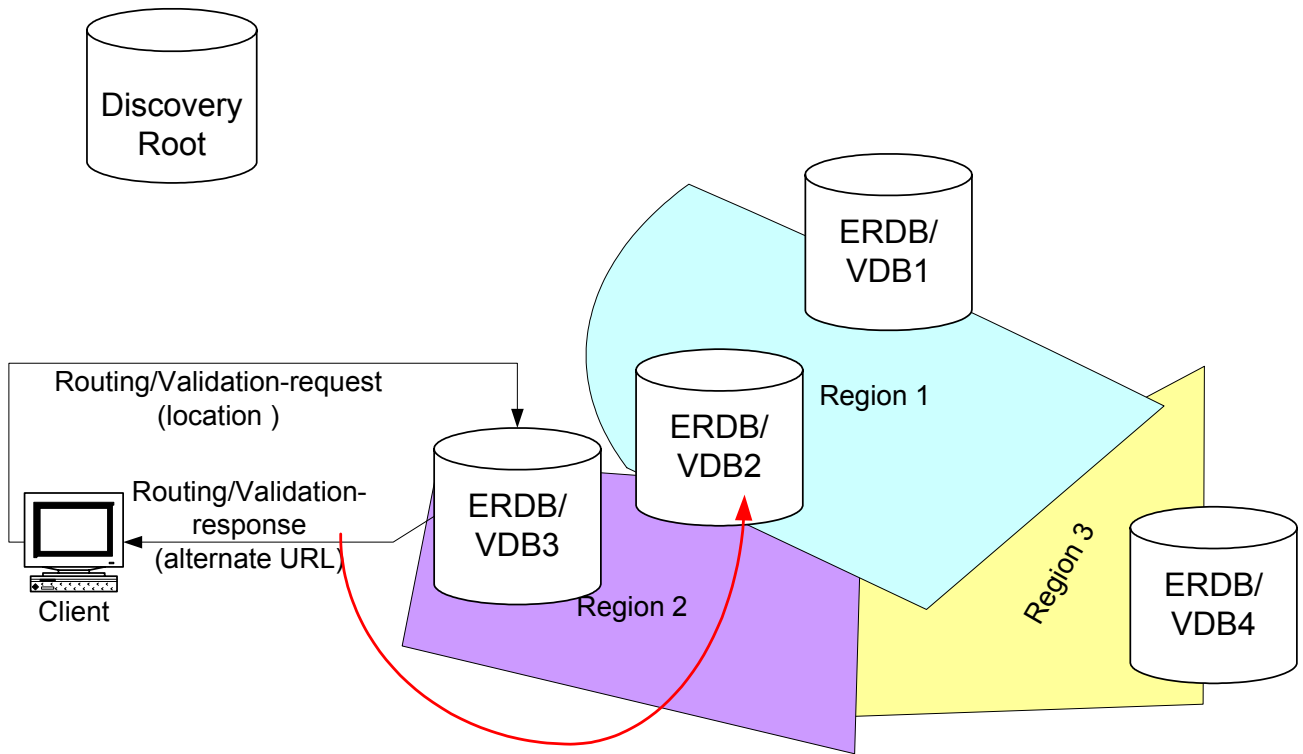 Discovery
Root
ERDB/
VDB1
Routing/Validation-request
(location )
Region 1
ERDB/
VDB2
Routing/Validation-
response
(alternate URL)
ERDB/
VDB3
Client
Region 2
Region 3
ERDB/
VDB4